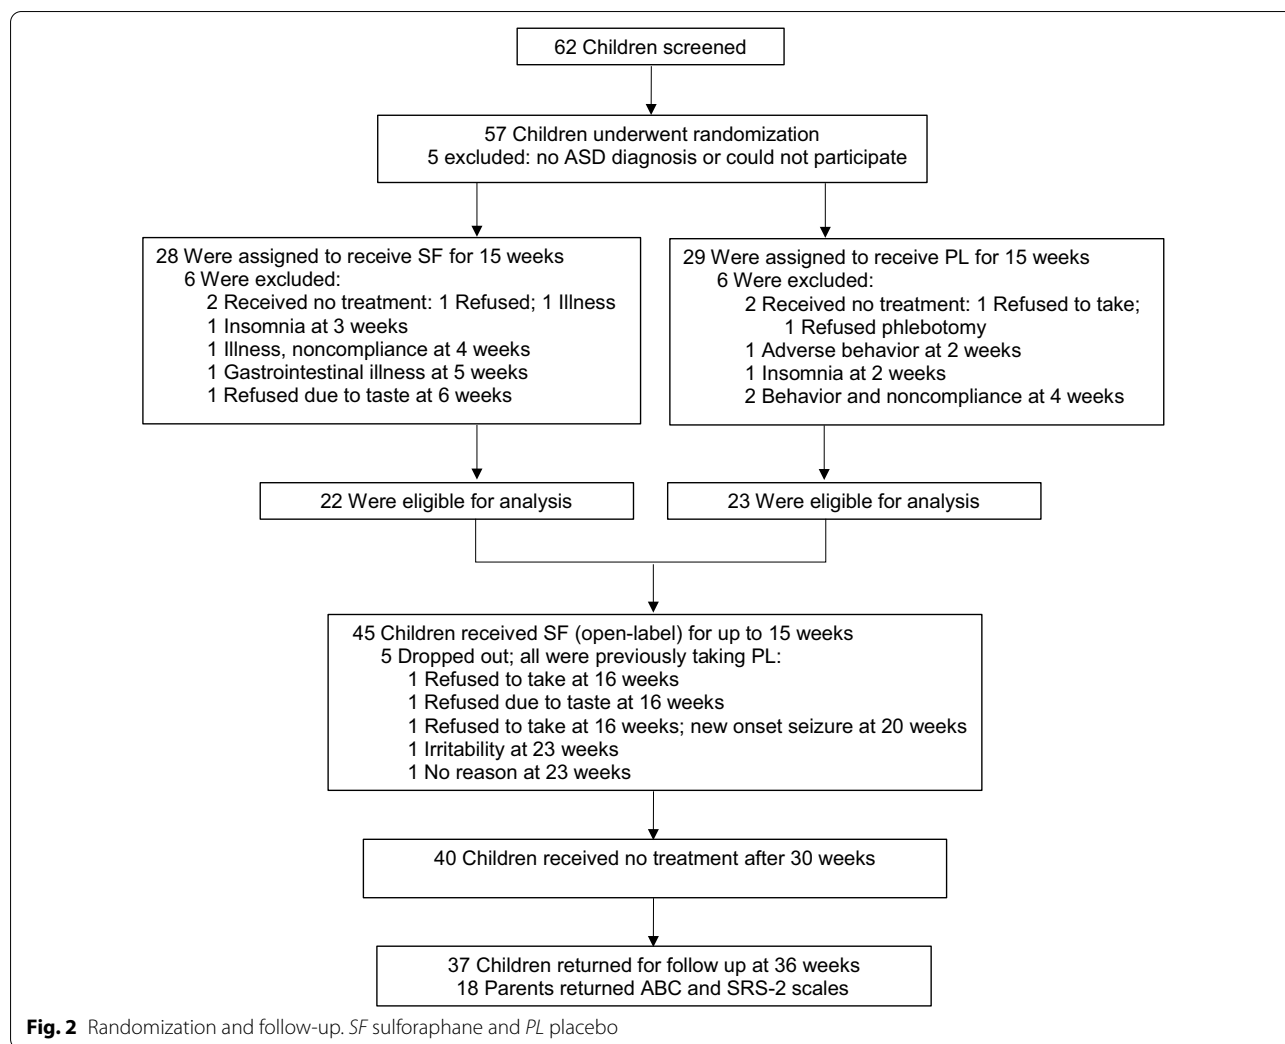 62 Children screened
57 Children underwent randomization
5 excluded: no ASD diagnosis or could not participate
28 Were assigned to receive SF for 15 weeks
6 Were excluded:
2 Received no treatment: 1 Refused; 1 Illness
1 Insomnia at 3 weeks
1 Illness, noncompliance at 4 weeks
1 Gastrointestinal illness at 5 weeks
1 Refused due to taste at 6 weeks
29 Were assigned to receive PL for 15 weeks
6 Were excluded:
2 Received no treatment: 1 Refused to take;
1 Refused phlebotomy
1 Adverse behavior at 2 weeks
1 Insomnia at 2 weeks
2 Behavior and noncompliance at 4 weeks
22 Were eligible for analysis
23 Were eligible for analysis
45 Children received SF (open-label) for up to 15 weeks
5 Dropped out; all were previously taking PL:
1 Refused to take at 16 weeks
1 Refused due to taste at 16 weeks
1 Refused to take at 16 weeks; new onset seizure at 20 weeks
1 Irritability at 23 weeks
1 No reason at 23 weeks
40 Children received no treatment after 30 weeks
37 Children returned for follow up at 36 weeks
18 Parents returned ABC and SRS-2 scales
Fig. 2 Randomization and follow-up. SF sulforaphane and PL placebo